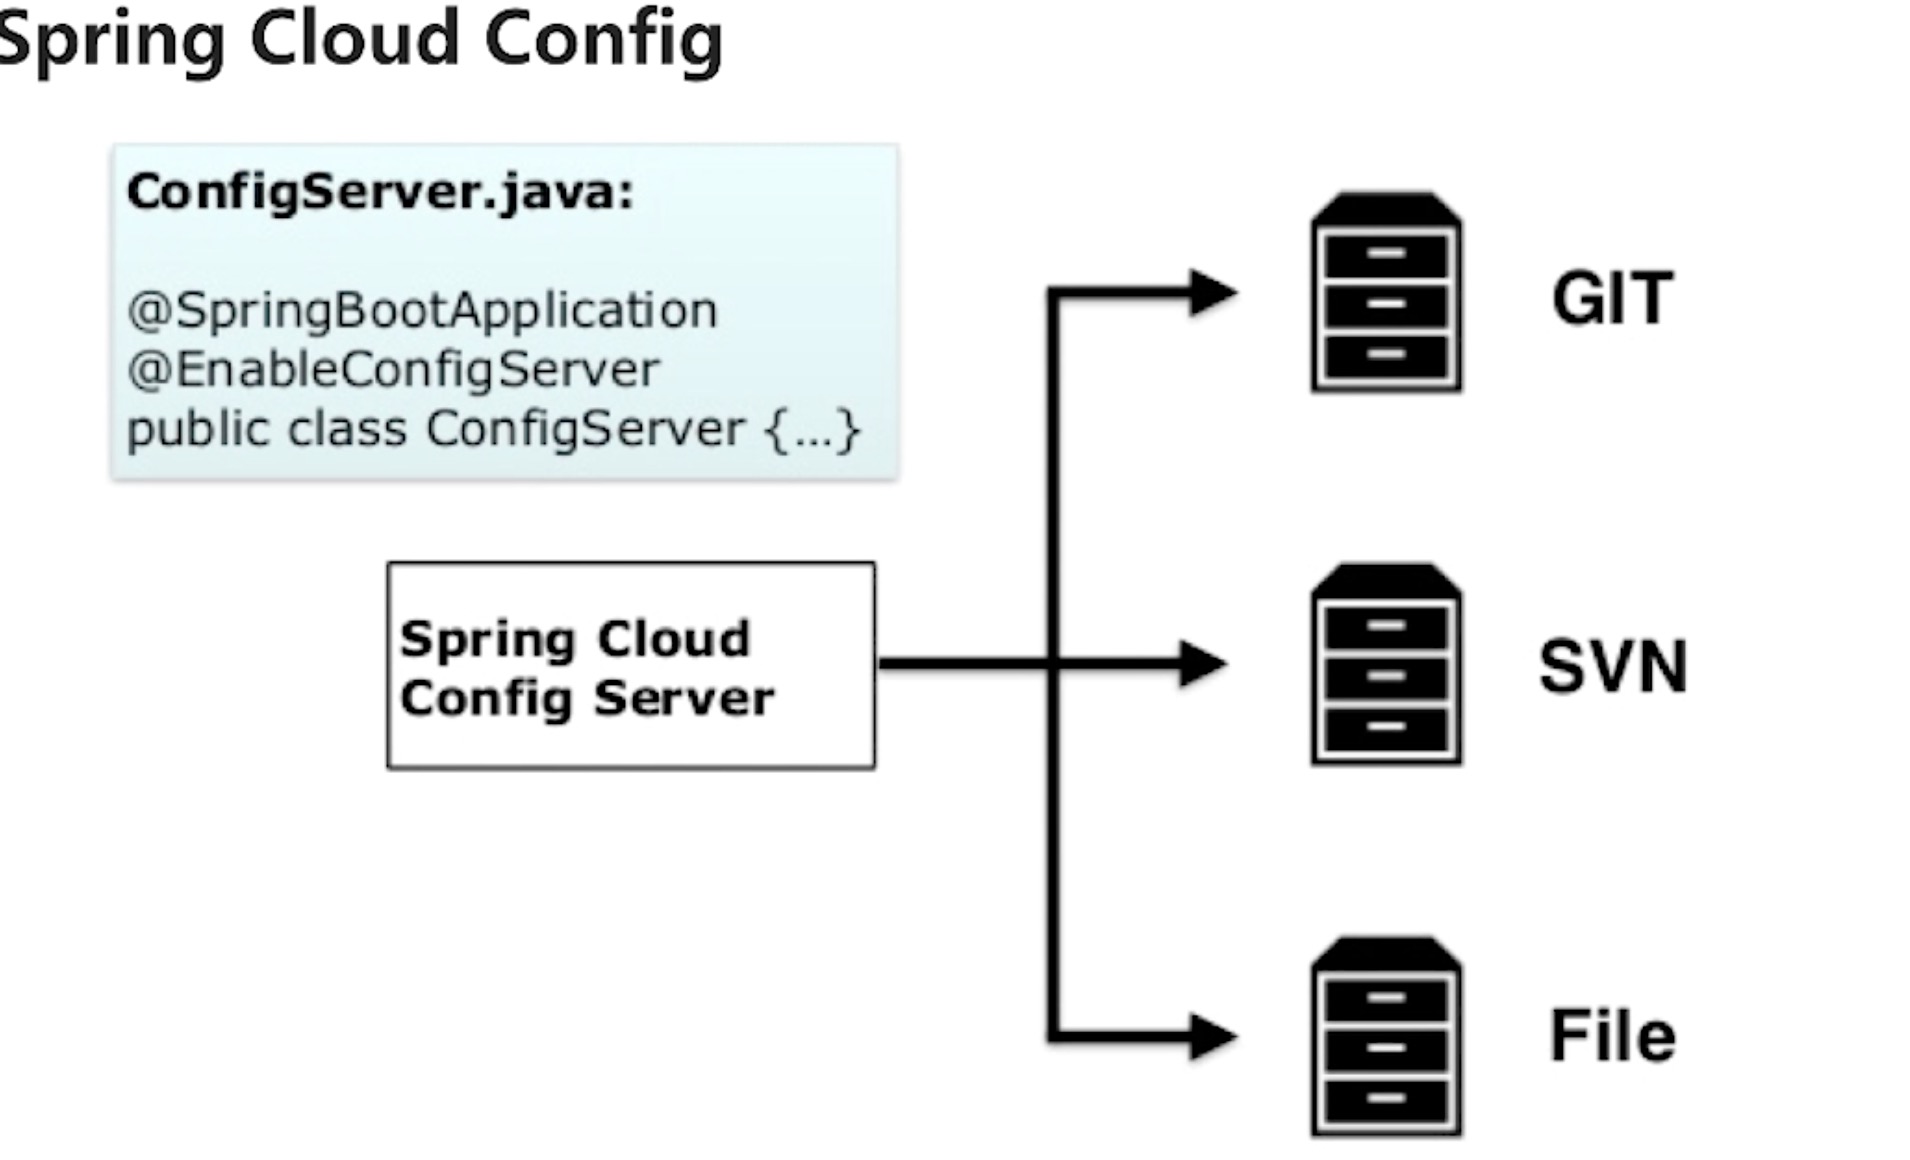 Spring Cloud Config
ConfigServer.java:
@SpringBootApplication
@EnableConfigServer
public class ConfigServer {...}
Spring Cloud
Config Server
GIT
SVN
File